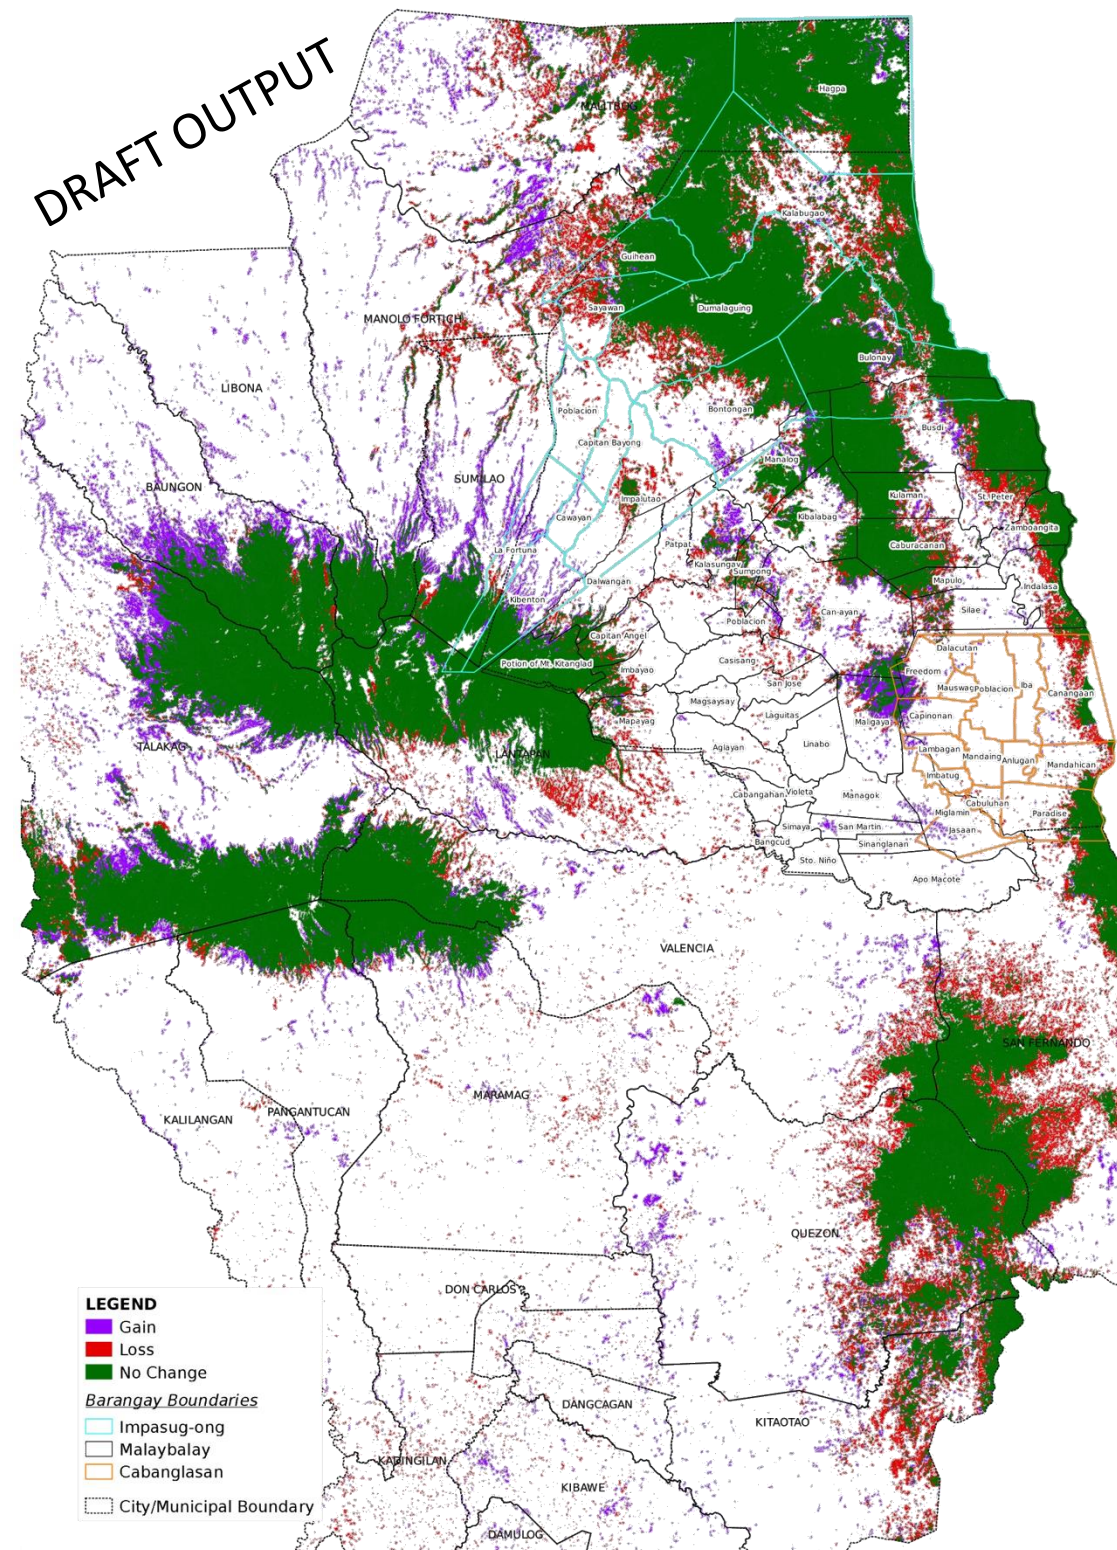 DRAFT OUTPUT
Hagpa
MALITBOG
Kalabugao
Guihean
Sayawan
Dumalaguing
MANOLO FORTICH
Bulonay
LIBONA
Poblacion
Bontongan
Busdi
Capitan Bayong
Manalog
BAUNGON
SUMILAO
Impalutao
Kulaman
St. Peter
Cawayan
Kibalabag
Zamboangita
La Fortuna
Patpat
Caburacanan
Kalasungay
Sumpong
Dalwangan
Mapulo
Indalasa
Kibenton
Silae
Can-ayan
Poblacion
Capitan Angel
Dalacutan
Potion of Mt. Kitanglad
Imbayao
Casisang
Freedom
San Jose
Mauswag
Poblacion
Iba
Canangaan
Magsaysay
Laguitas
Capinonan
Mapayag
Maligaya
TALAKAG
LANTAPAN
Aglayan
Linabo
Lambagan
Mandaing
Anlugan
Mandahican
Imbatug
Cabangahan
Violeta
Managok
Cabuluhan
Miglamin
Paradise
Simaya
San Martin
Jasaan
Bangcud
Sinanglanan
Sto. Niño
Apo Macote
VALENCIA
SAN FERNANDO
MARAMAG
PANGANTUCAN
KALILANGAN
QUEZON
DON CARLOS
DANGCAGAN
KITAOTAO
KADINGILAN
KIBAWE
DAMULOG
LEGEND
Gain
Loss
No Change
Barangay Boundaries
Impasug-ong
Malaybalay
Cabanglasan
City/Municipal Boundary